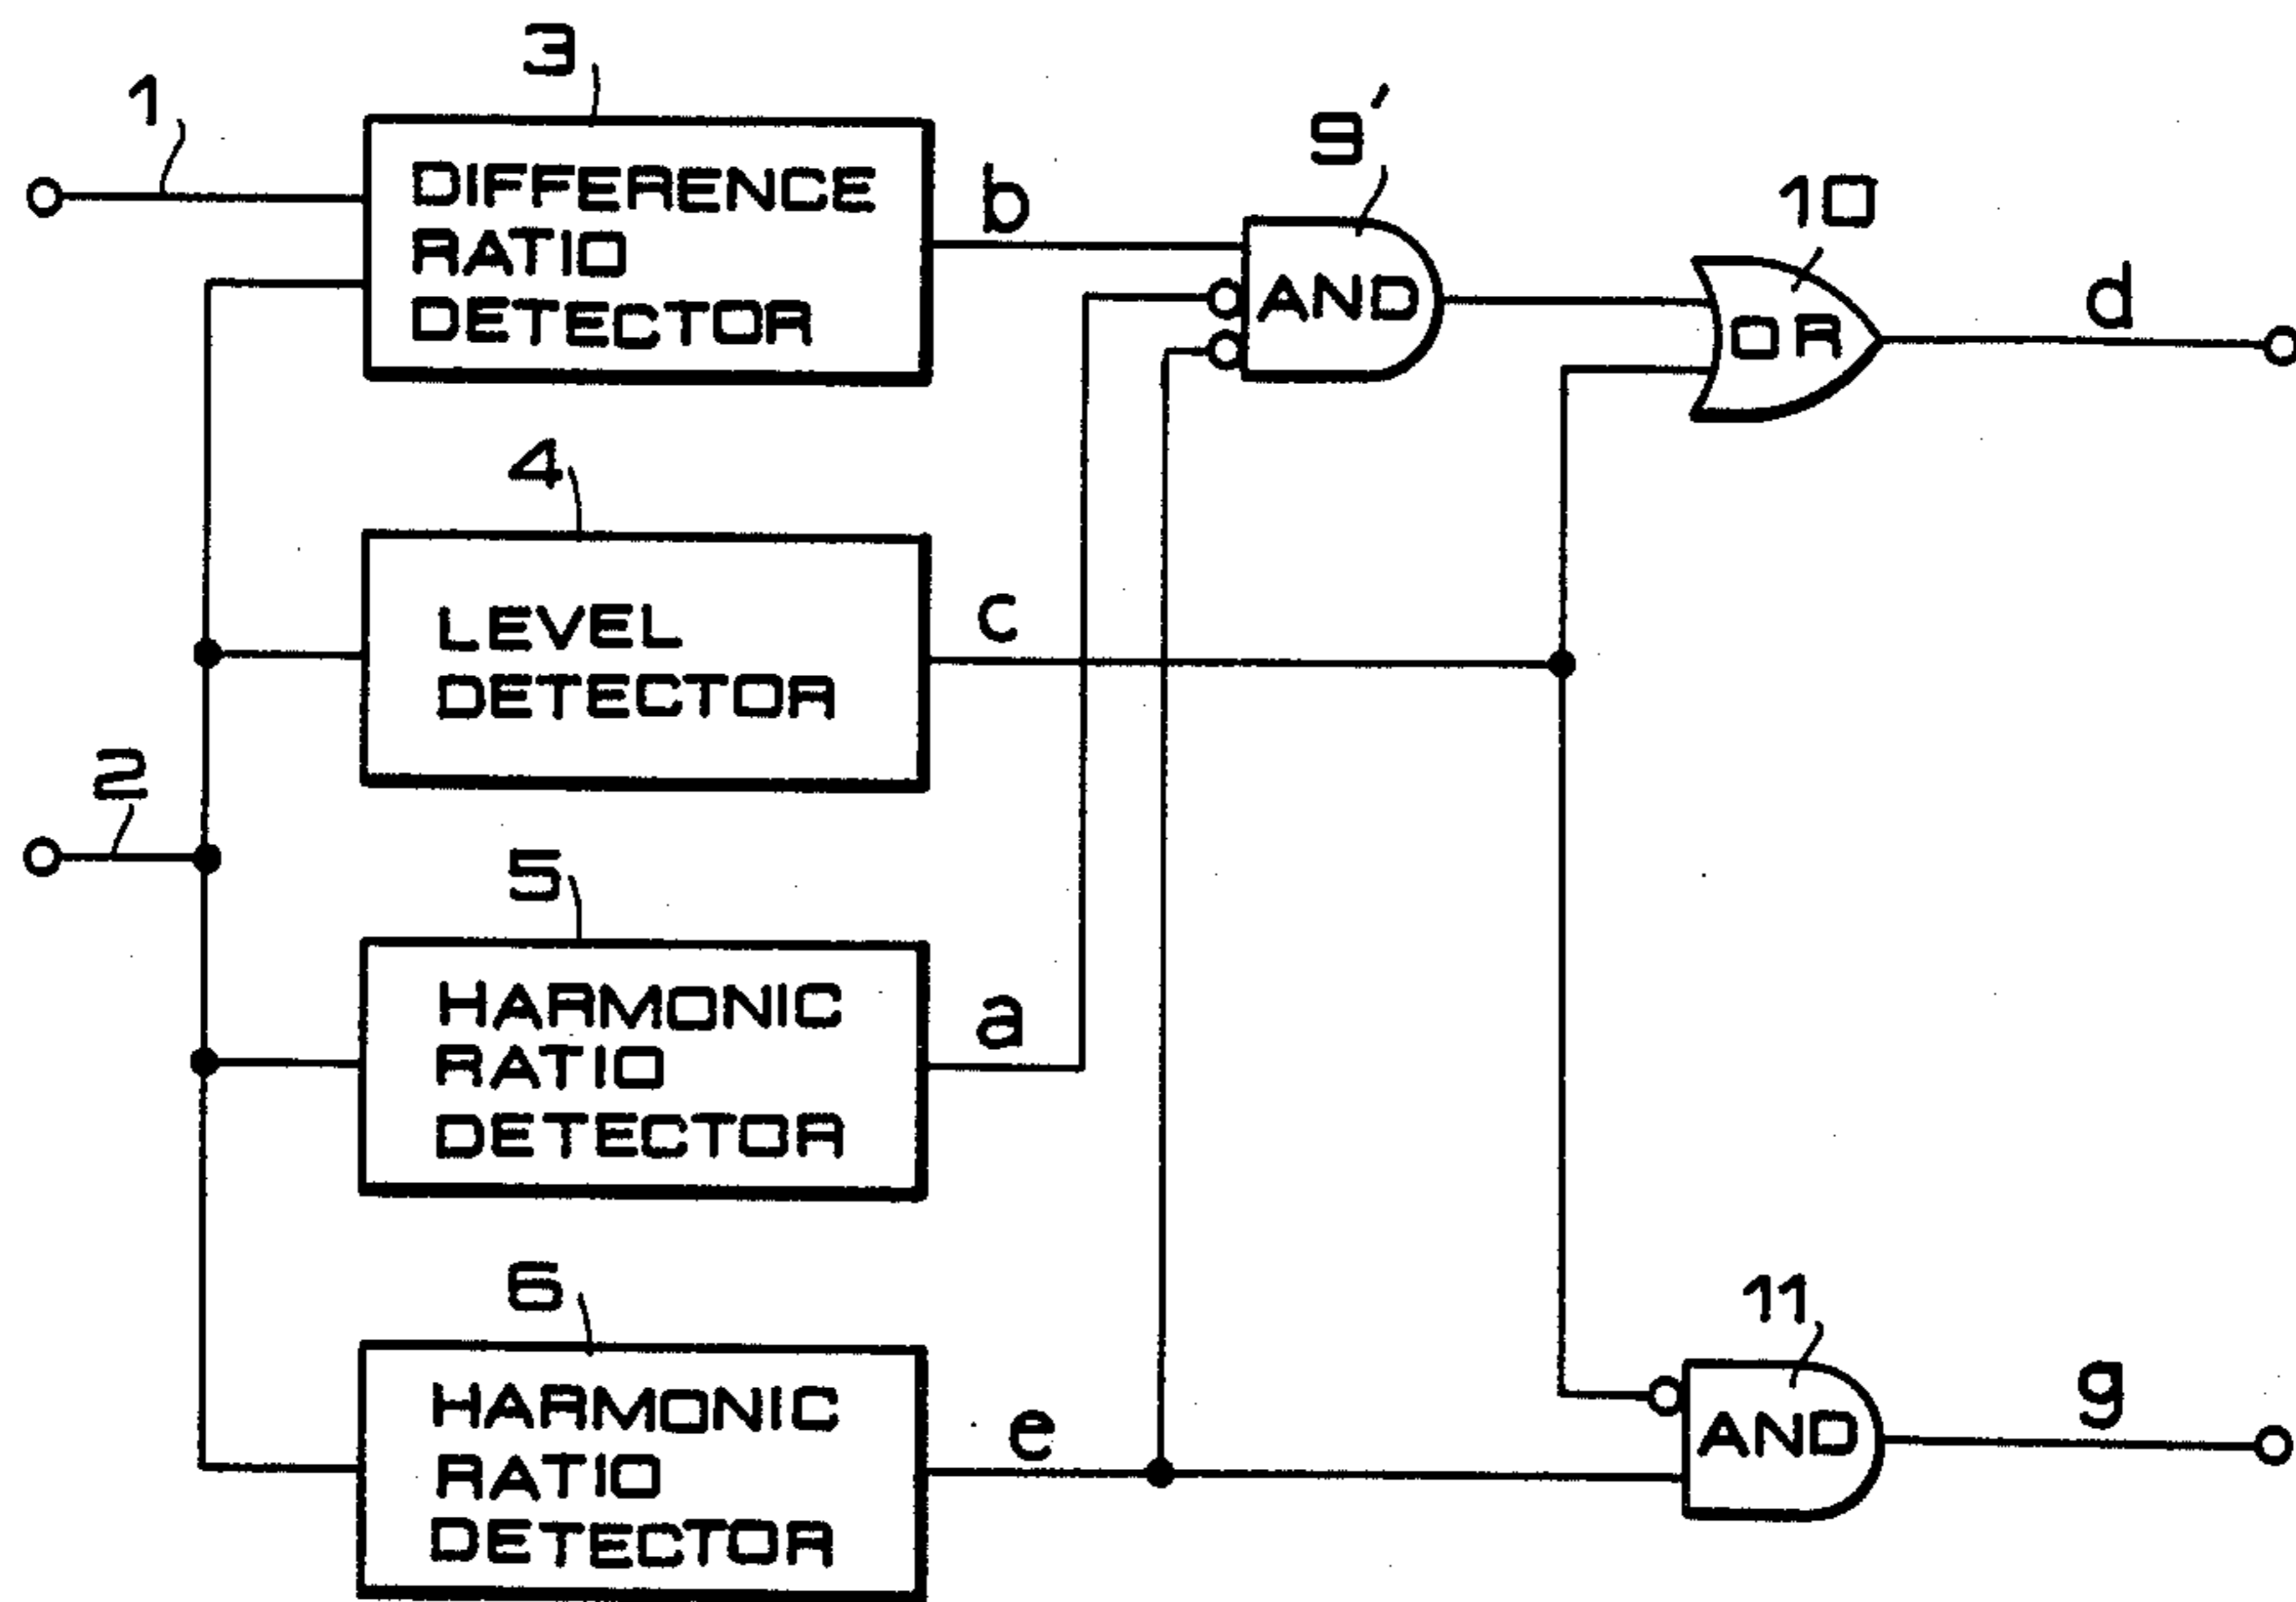 1
3
DIFFERENCE
RATIO
DETECTOR
b
9'
AND
10
OR
d
4
LEVEL
DETECTOR
c
2
5
HARMONIC
RATIO
DETECTOR
a
6
HARMONIC
RATIO
DETECTOR
e
11
AND
g